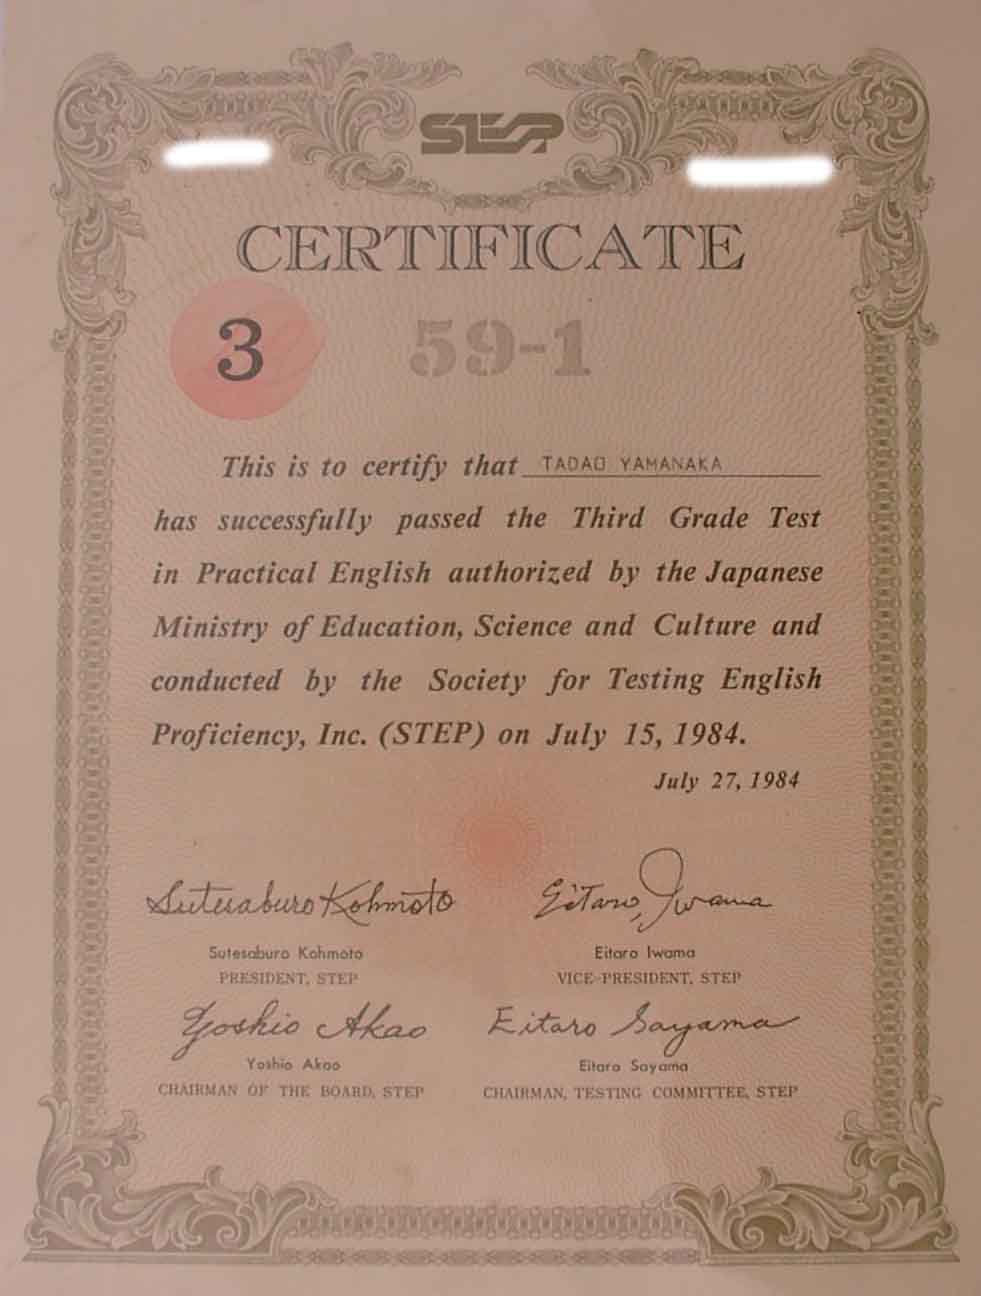 STEP
CERTIFICATE
3 59-1
This is to certify that TADAO YAMANAKA
has successfully passed the Third Grade Test
in Practical English authorized by the Japanese
Ministry of Education, Science and Culture and
conducted by the Society for Testing English
Proficiency, Inc. (STEP) on July 15, 1984.
July 27, 1984
Sutesaburo Kohmoto Eitaro Iwama
Sutesaburo Kohmoto Eitaro Iwama
PRESIDENT, STEP VICE-PRESIDENT, STEP
Yoshio Akao Eitaro Sayama
Yoshio Akao Eitaro Sayama
CHAIRMAN OF THE BOARD, STEP CHAIRMAN, TESTING COMMITTEE, STEP